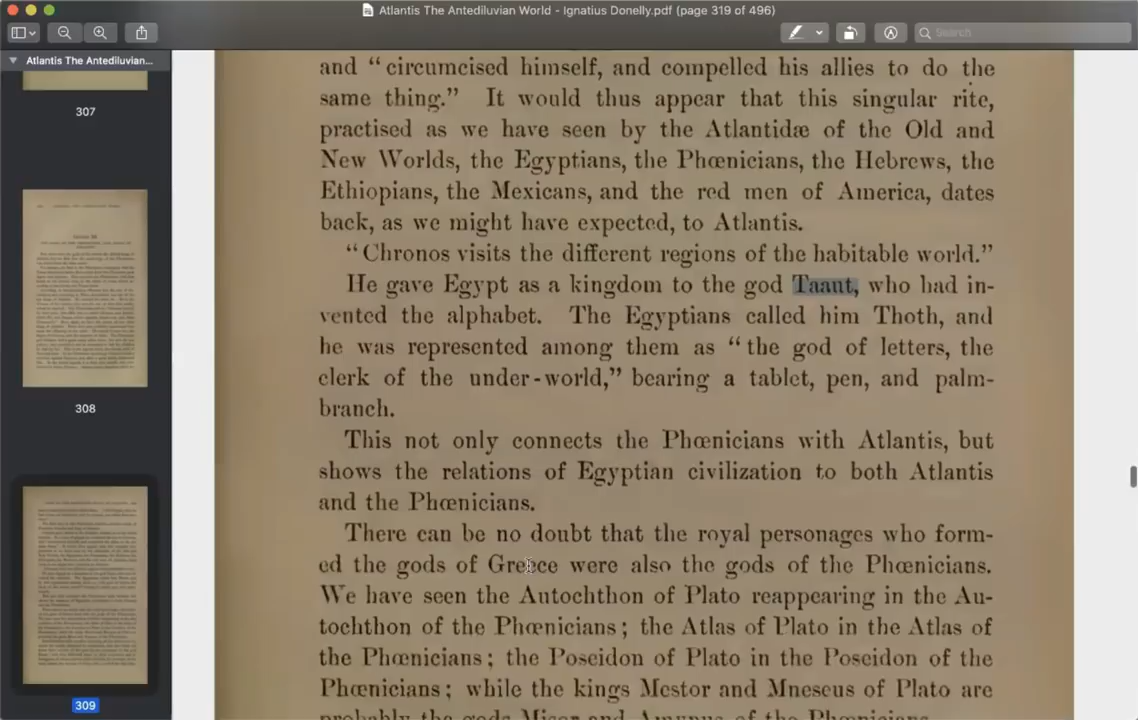 Atlantis The Antediluvian World - Ignatius Donelly.pdf (page 319 of 496)
Search
Atlantis The Antediluvian...
307
308
309
and “circumcised himself, and compelled his allies to do the
same thing.” It would thus appear that this singular rite,
practised as we have seen by the Atlantidæ of the Old and
New Worlds, the Egyptians, the Phœnicians, the Hebrews, the
Ethiopians, the Mexicans, and the red men of America, dates
back, as we might have expected, to Atlantis.
“Chronos visits the different regions of the habitable world.”
He gave Egypt as a kingdom to the god Taaut, who had in-
vented the alphabet. The Egyptians called him Thoth, and
he was represented among them as “the god of letters, the
clerk of the under-world,” bearing a tablet, pen, and palm-
branch.
This not only connects the Phœnicians with Atlantis, but
shows the relations of Egyptian civilization to both Atlantis
and the Phœnicians.
There can be no doubt that the royal personages who form-
ed the gods of Greece were also the gods of the Phœnicians.
We have seen the Autochthon of Plato reappearing in the Au-
tochthon of the Phœnicians; the Atlas of Plato in the Atlas of
the Phœnicians; the Poseidon of Plato in the Poseidon of the
Phœnicians; while the kings Mestor and Mneseus of Plato are
probably the gods Misor and Amynus of the Phœnicians.